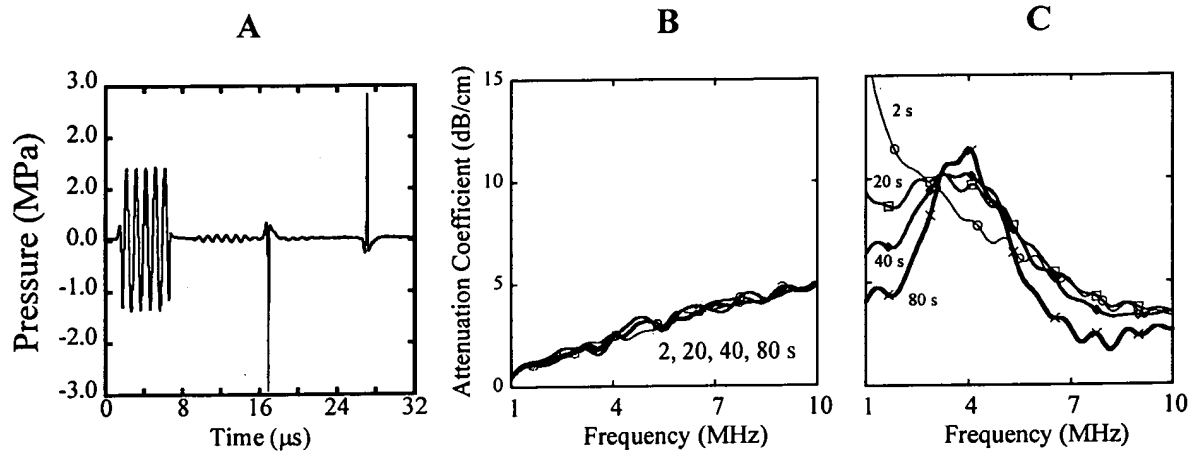 A
B
C
Pressure (MPa)
3.0
2.0
2.0
0.0
-1.0
-2.0
-3.0
0 8 16 24 32
Time (µs)
Attenuation Coefficient (dB/cm)
15
10
5
0
2, 20, 40, 80 s
1 4 7 10
Frequency (MHz)
2 s
20 s
40 s
80 s
1 4 7 10
Frequency (MHz)